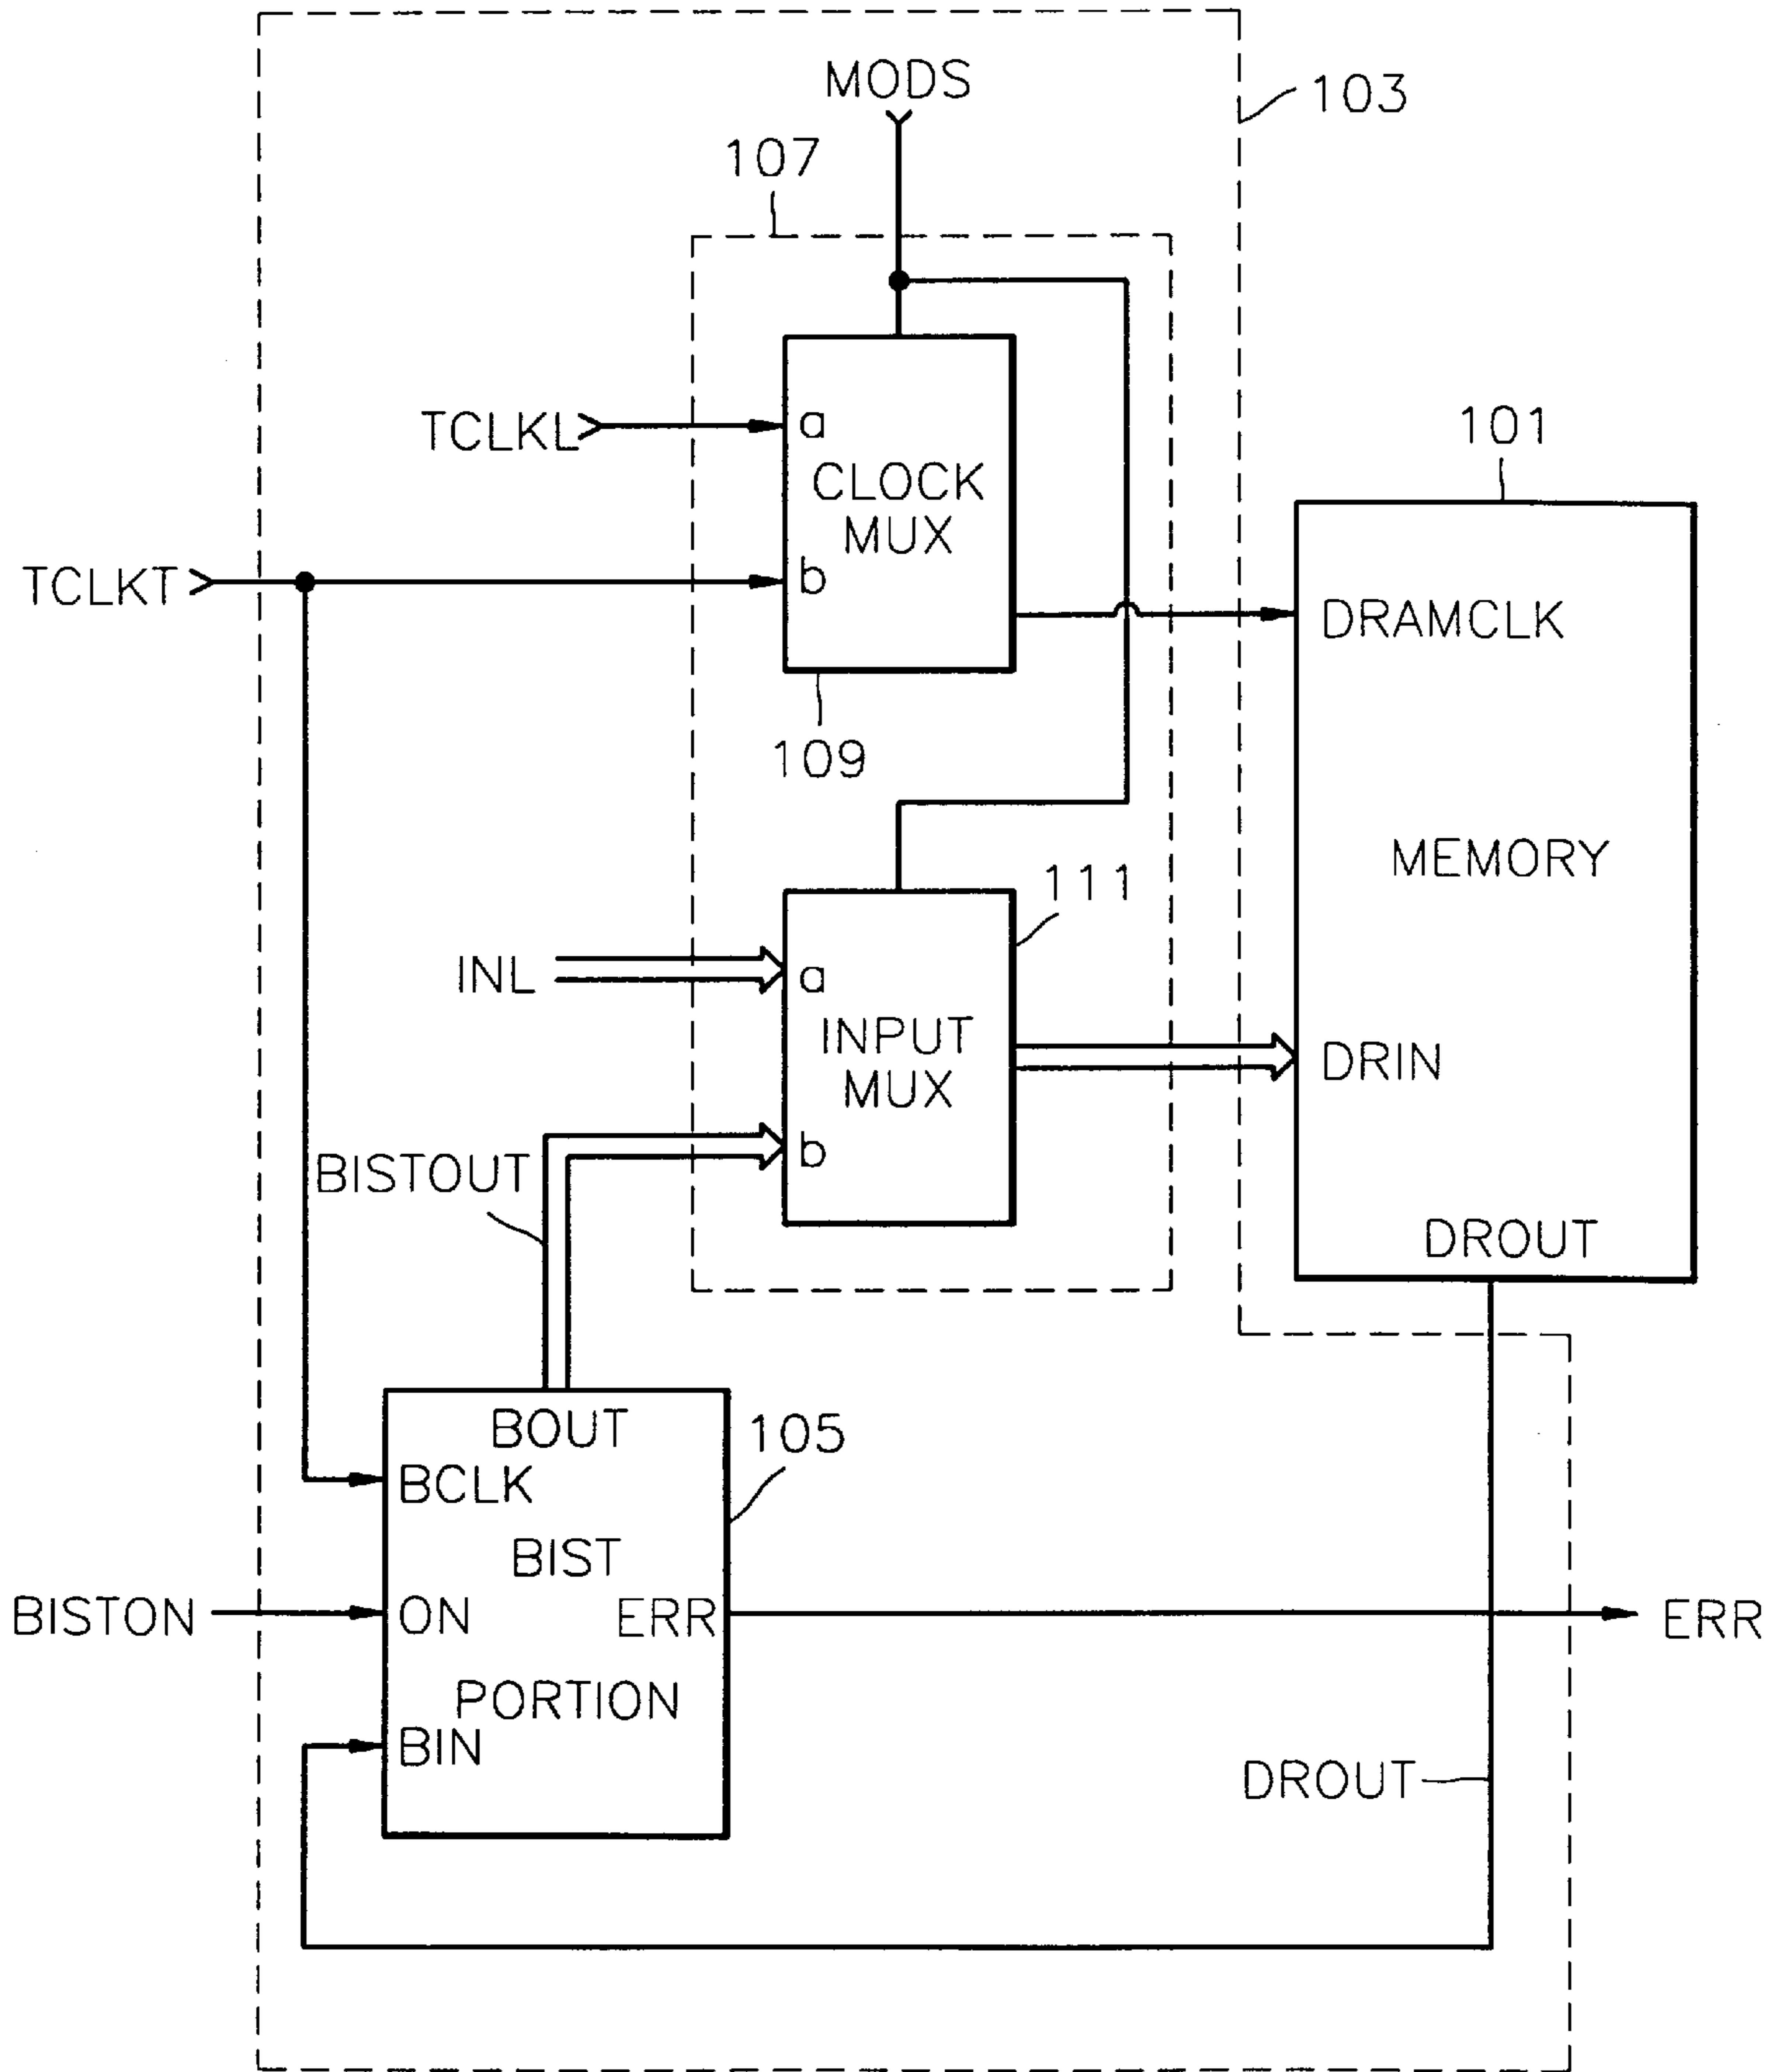 MODS
103
107
TCLKL
a
CLOCK
MUX
101
TCLKT
b
DRAMCLK
109
MEMORY
111
INL
a
INPUT
MUX
DRIN
b
BISTOUT
DROUT
BOUT
105
BCLK
BIST
BISTON
ON
ERR
ERR
PORTION
BIN
DROUT